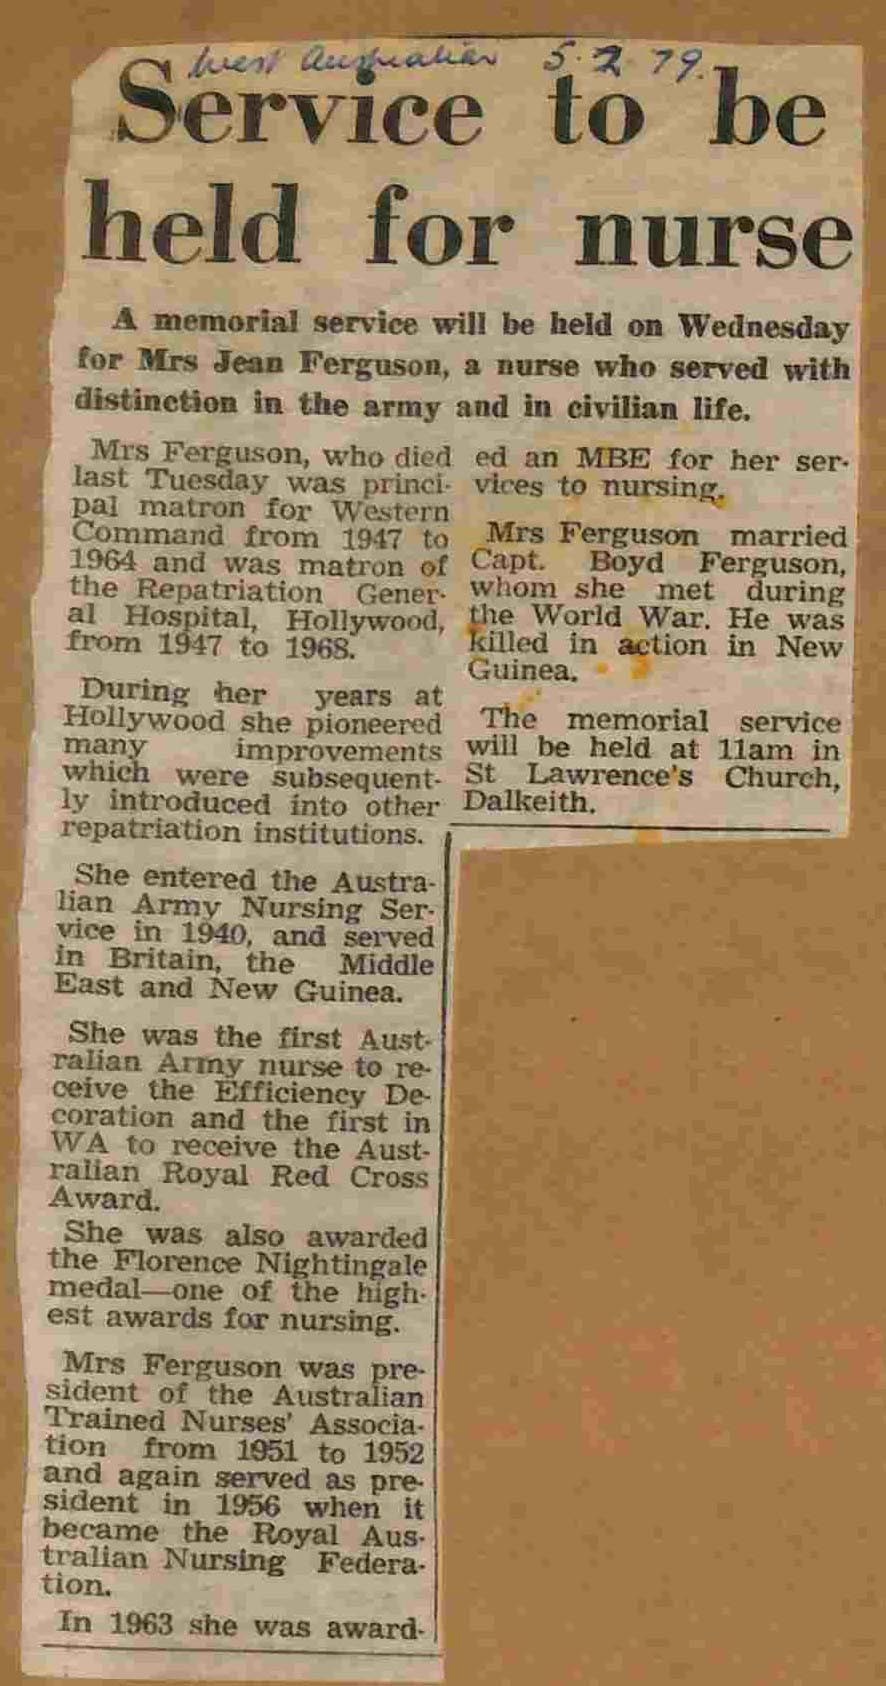 West Australian 5.2.79.
Service to be
held for nurse
A memorial service will be held on Wednesday
for Mrs Jean Ferguson, a nurse who served with
distinction in the army and in civilian life.
Mrs Ferguson, who died
last Tuesday was princi-
pal matron for Western
Command from 1947 to
1964 and was matron of
the Repatriation Gener-
al Hospital, Hollywood,
from 1947 to 1968.
During her years at
Hollywood she pioneered
many improvements
which were subsequent-
ly introduced into other
repatriation institutions.
She entered the Austra-
lian Army Nursing Ser-
vice in 1940, and served
in Britain, the Middle
East and New Guinea.
She was the first Aust-
ralian Army nurse to re-
ceive the Efficiency De-
coration and the first in
WA to receive the Aust-
ralian Royal Red Cross
Award.
She was also awarded
the Florence Nightingale
medal—one of the high-
est awards for nursing.
Mrs Ferguson was pre-
sident of the Australian
Trained Nurses' Associa-
tion from 1951 to 1952
and again served as pre-
sident in 1956 when it
became the Royal Aus-
tralian Nursing Federa-
tion.
In 1963 she was award-
ed an MBE for her ser-
vices to nursing.
Mrs Ferguson married
Capt. Boyd Ferguson,
whom she met during
the World War. He was
killed in action in New
Guinea.
The memorial service
will be held at 11am in
St Lawrence's Church,
Dalkeith.